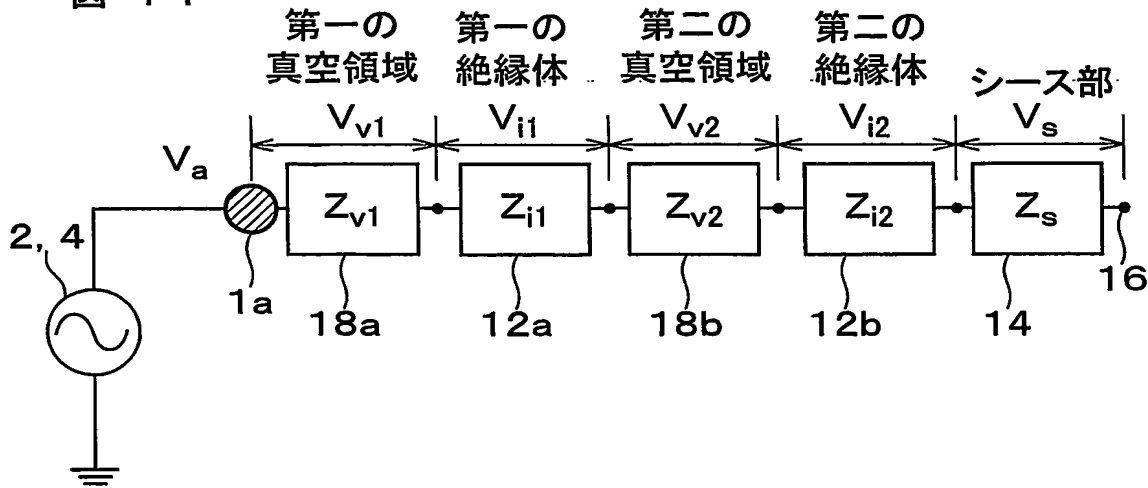 第一の
真空領域
第一の
絶縁体
第二の
真空領域
第二の
絶縁体
シース部
Vv1
Vi1
Vv2
Vi2
Vs
Va
Zv1
Zi1
Zv2
Zi2
Zs
2, 4
1a
18a
12a
18b
12b
14
16